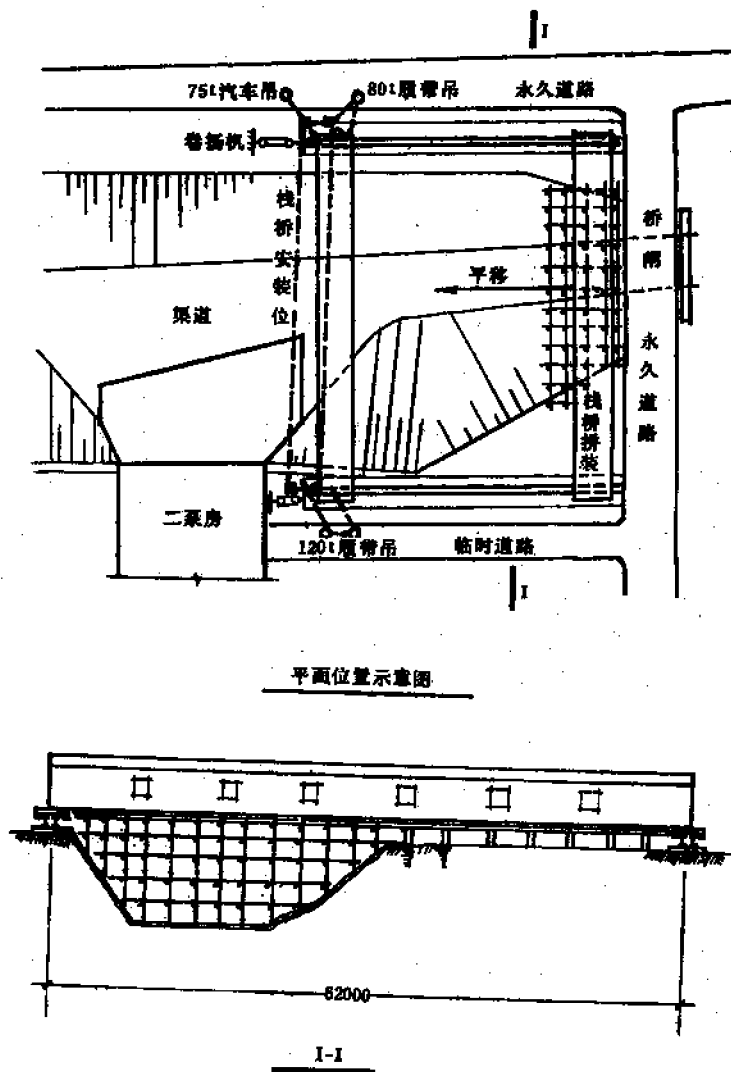 I
75t汽车吊
80t履带吊
永久道路
卷扬机
栈桥安装位
桥闸
平移
渠道
永久道路
栈桥拼装
二泵房
120t履带吊
临时道路
I
平面位置示意图
62000
I-I